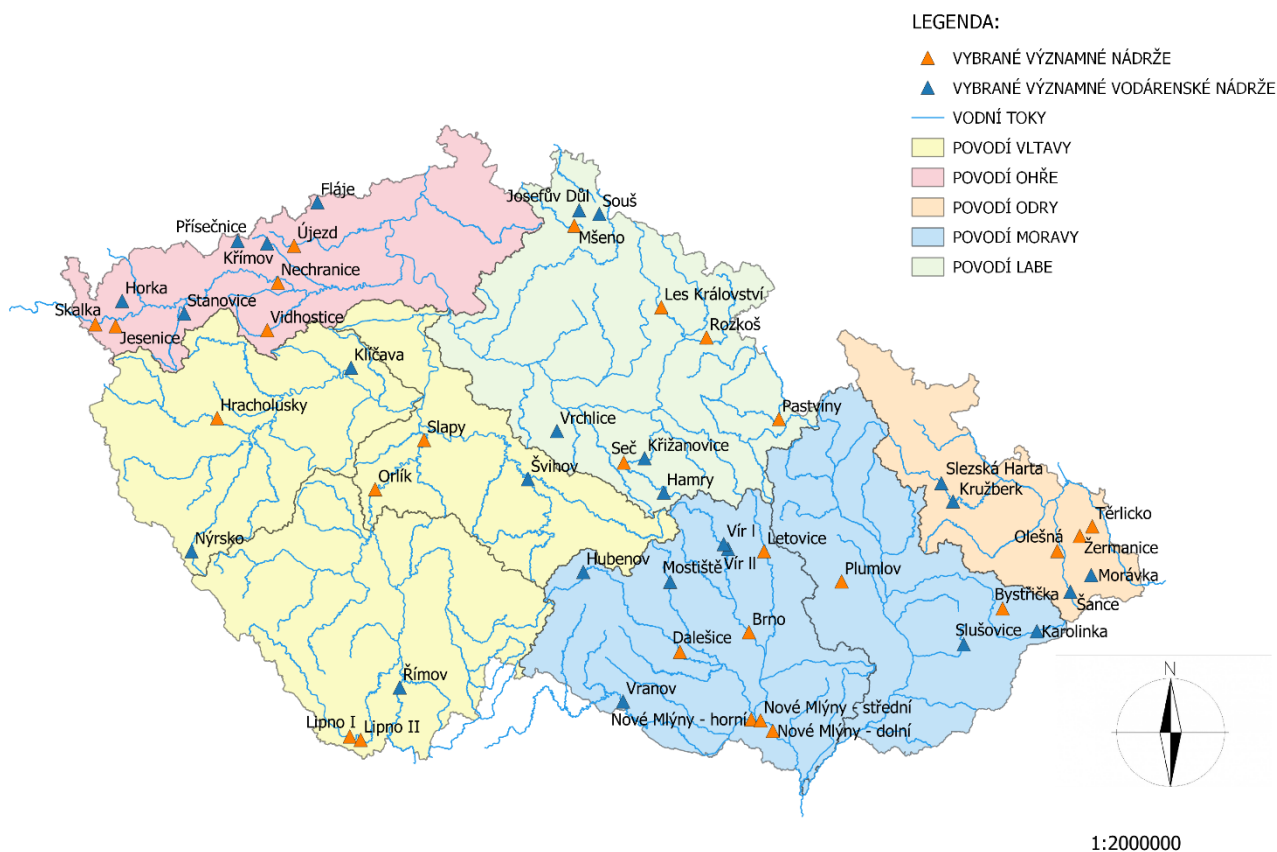 LEGENDA:
VYBRANÉ VÝZNAMNÉ NÁDRŽE
VYBRANÉ VÝZNAMNÉ VODÁRENSKÉ NÁDRŽE
VODNÍ TOKY
POVODÍ VLTAVY
POVODÍ OHŘE
POVODÍ ODRY
POVODÍ MORAVY
POVODÍ LABE
Fláje
Josefův Důl
Souš
Přísečnice
Újezd
Mšeno
Křímov
Nechranice
Horka
Stanovice
Les Království
Skalka
Jesenice
Vidhostice
Rozkoš
Klíčava
Hracholusky
Pastviny
Slapy
Vrchlice
Seč
Křižanovice
Švihov
Orlík
Hamry
Slezská Harta
Kružberk
Těrlicko
Nýrsko
Vír I
Letovice
Olešná
Žermanice
Hubenov
Vír II
Mostiště
Plumlov
Morávka
Šance
Bystřička
Brno
Karolinka
Dalešice
Slušovice
Římov
Vranov
Nové Mlýny - střední
Nové Mlýny - horní
Lipno I
Lipno II
Nové Mlýny - dolní
N
1:2000000